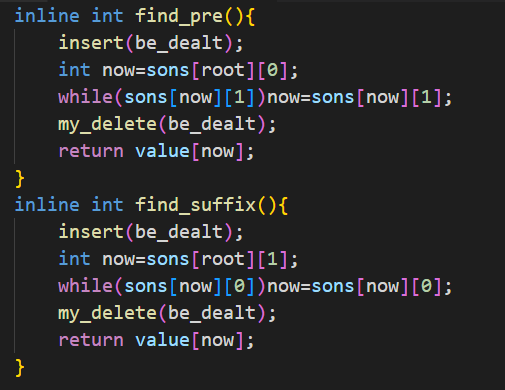 inline int find_pre(){
    insert(be_dealt);
    int now=sons[root][0];
    while(sons[now][1])now=sons[now][1];
    my_delete(be_dealt);
    return value[now];
}
inline int find_suffix(){
    insert(be_dealt);
    int now=sons[root][1];
    while(sons[now][0])now=sons[now][0];
    my_delete(be_dealt);
    return value[now];
}